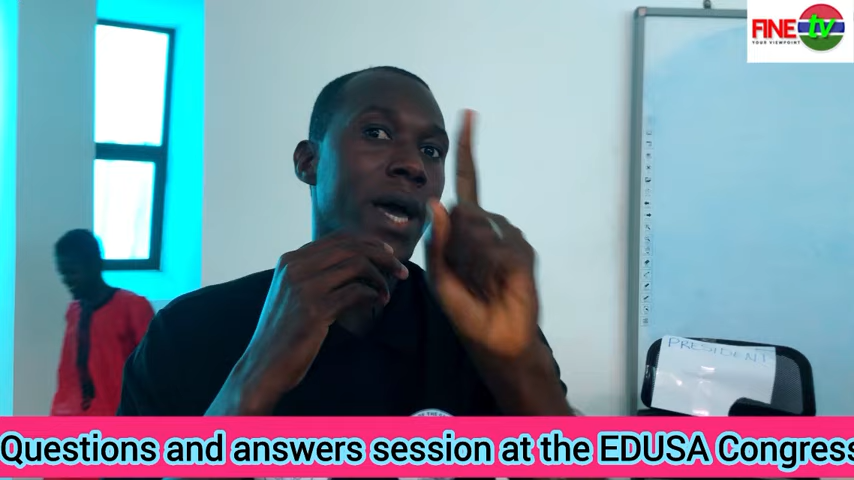 FINE tv
YOUR VIEWPOINT
PRESIDENT
Questions and answers session at the EDUSA Congress